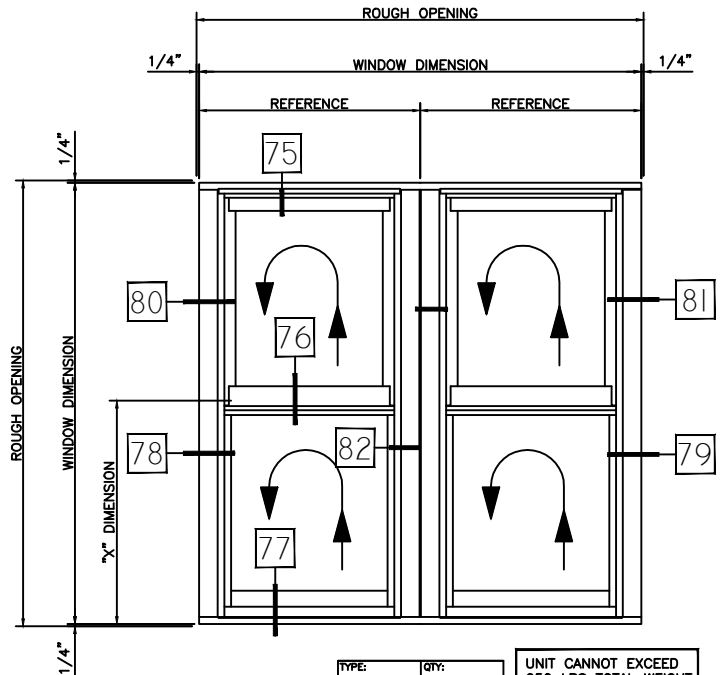 ROUGH OPENING
1/4"
WINDOW DIMENSION
1/4"
REFERENCE
REFERENCE
1/4"
75
80
81
76
ROUGH OPENING
WINDOW DIMENSION
"X" DIMENSION
78
82
79
77
1/4"
TYPE:
QTY:
UNIT CANNOT EXCEED